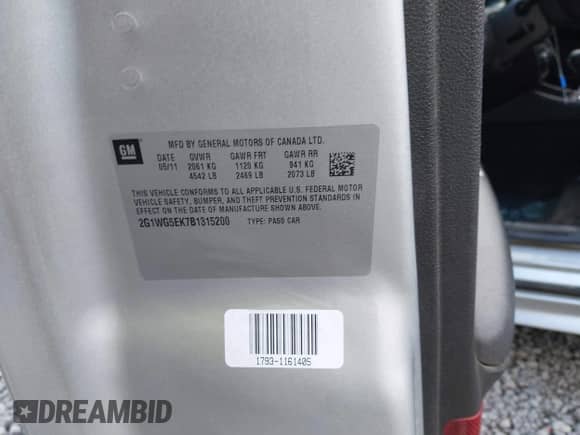 GM
MFD BY GENERAL MOTORS OF CANADA LTD.
DATE GVWR GAWR FRT GAWR RR
05/11 2061 KG 1120 KG 941 KG
4542 LB 2469 LB 2073 LB
THIS VEHICLE CONFORMS TO ALL APPLICABLE U.S. FEDERAL MOTOR
VEHICLE SAFETY, BUMPER, AND THEFT PREVENTION STANDARDS IN
EFFECT ON THE DATE OF MANUFACTURE SHOWN ABOVE.
2G1WG5EK7B1315200 TYPE: PASS CAR
1793-1161405
DREAMBID